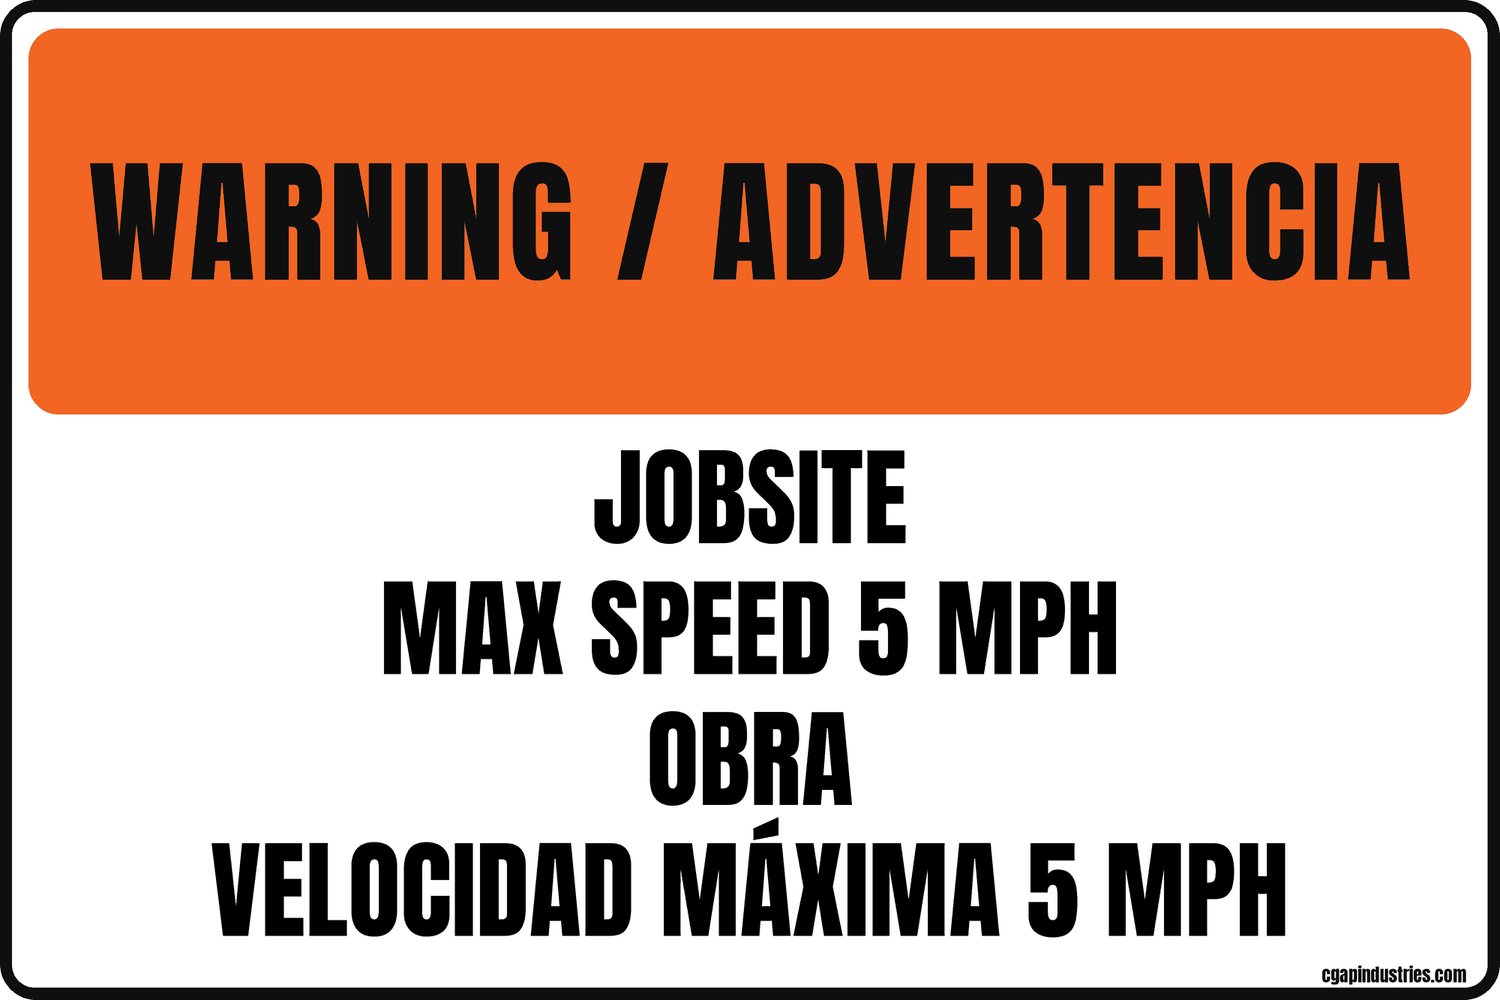 WARNING / ADVERTENCIA
JOBSITE
MAX SPEED 5 MPH
OBRA
VELOCIDAD MÁXIMA 5 MPH
cgapindustries.com